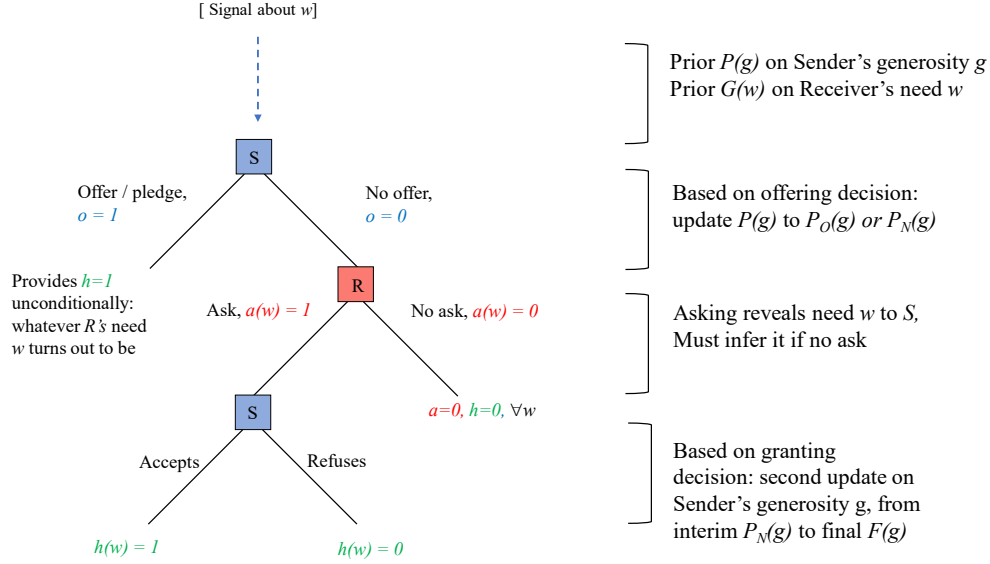 [ Signal about w]
Prior P(g) on Sender's generosity g
Prior G(w) on Receiver's need w
S
Offer / pledge,
o = 1
No offer,
o = 0
Based on offering decision:
update P(g) to P_O(g) or P_N(g)
Provides h=1
unconditionally:
whatever R's need
w turns out to be
R
Ask, a(w) = 1
No ask, a(w) = 0
Asking reveals need w to S,
Must infer it if no ask
S
a=0, h=0, ∀w
Accepts
Refuses
Based on granting
decision: second update on
Sender's generosity g, from
interim P_N(g) to final F(g)
h(w) = 1
h(w) = 0